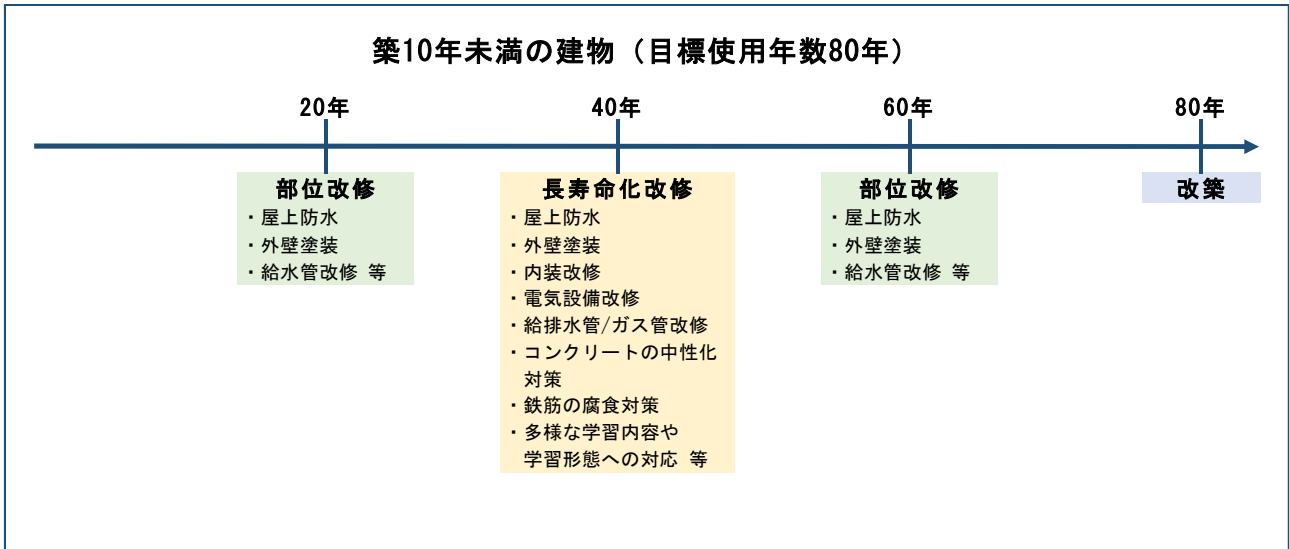 築10年未満の建物（目標使用年数80年）
20年
40年
60年
80年
部位改修
・屋上防水
・外壁塗装
・給水管改修 等
長寿命化改修
・屋上防水
・外壁塗装
・内装改修
・電気設備改修
・給排水管/ガス管改修
・コンクリートの中性化
対策
・鉄筋の腐食対策
・多様な学習内容や
学習形態への対応 等
部位改修
・屋上防水
・外壁塗装
・給水管改修 等
改築